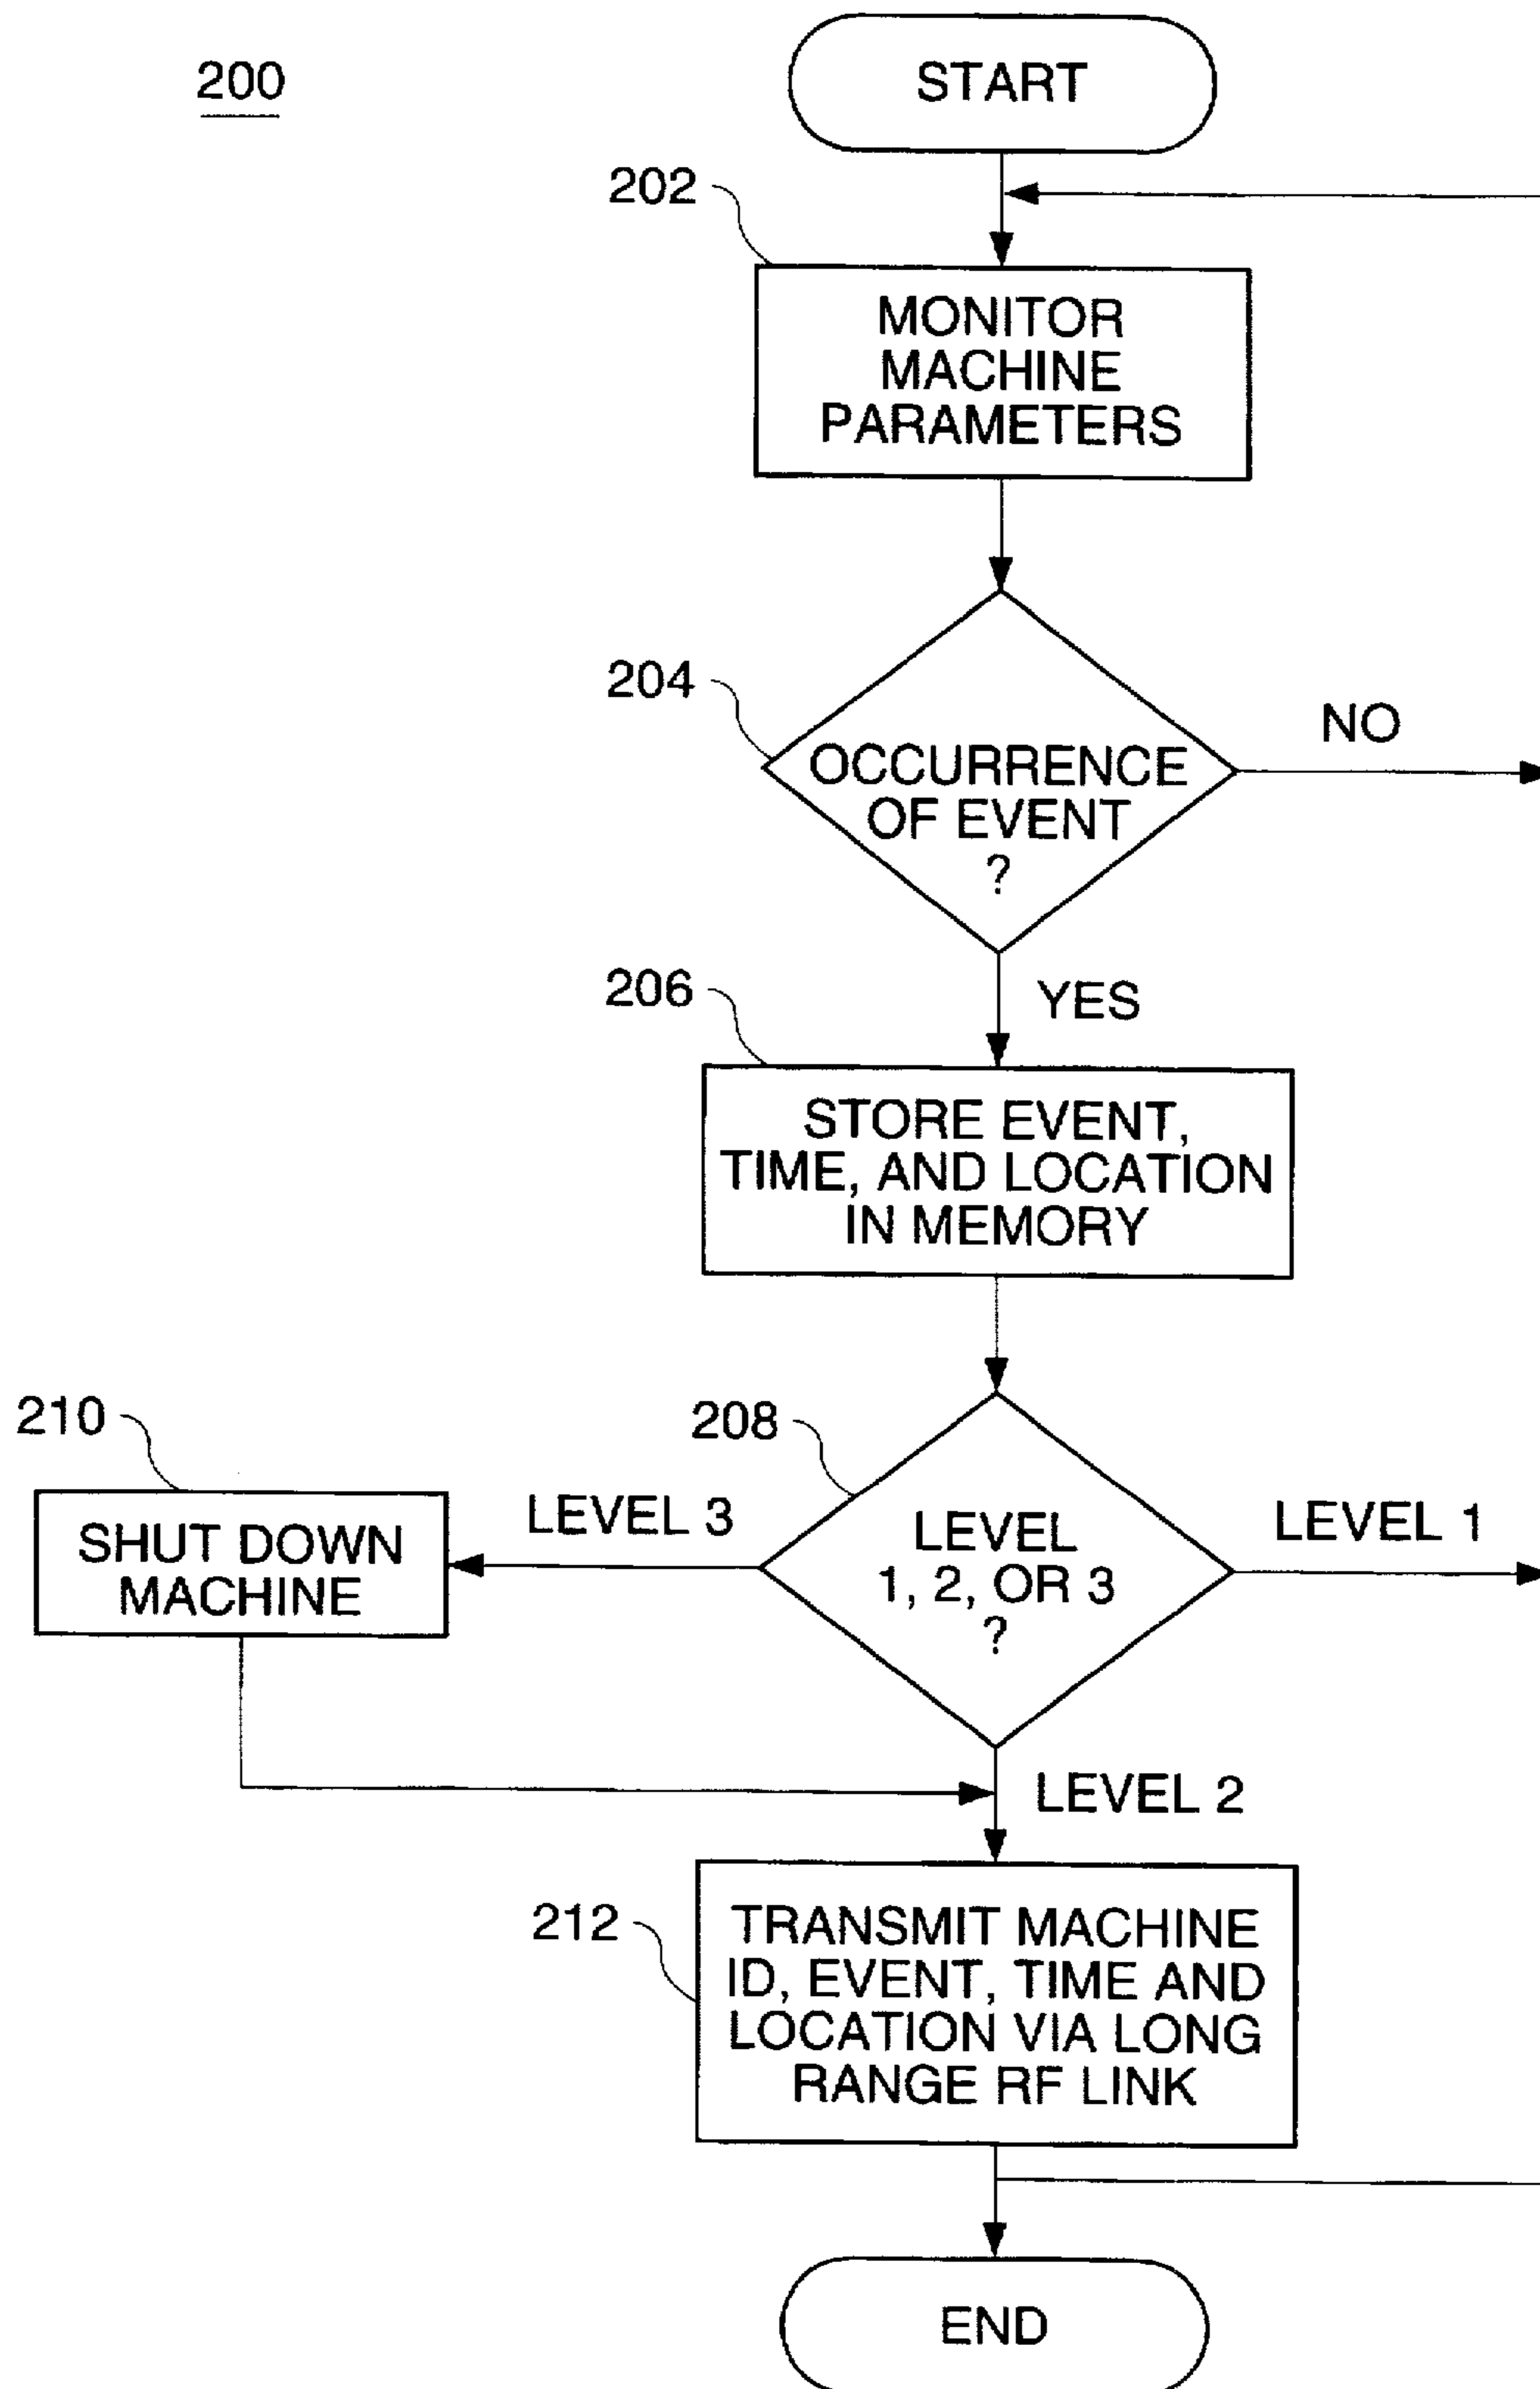 200
START
202
MONITOR
MACHINE
PARAMETERS
204
OCCURRENCE
OF EVENT
?
NO
206
YES
STORE EVENT,
TIME, AND LOCATION
IN MEMORY
210
208
SHUT DOWN
MACHINE
LEVEL 3
LEVEL
1, 2, OR 3
?
LEVEL 1
LEVEL 2
212
TRANSMIT MACHINE
ID, EVENT, TIME AND
LOCATION VIA LONG
RANGE RF LINK
END